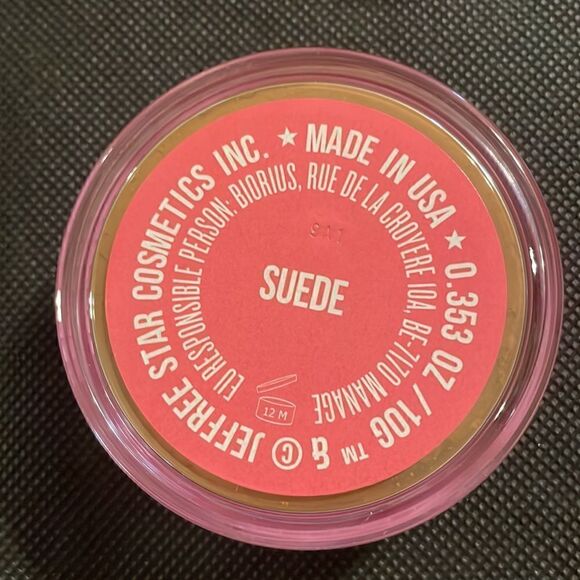 ™ & © JEFFREE STAR COSMETICS INC. ★ MADE IN USA ★ 0.353 OZ / 10G
EU RESPONSIBLE PERSON: BIORIUS, RUE DE LA CROYERE 10A, BE-7170 MANAGE
SUEDE
12 M